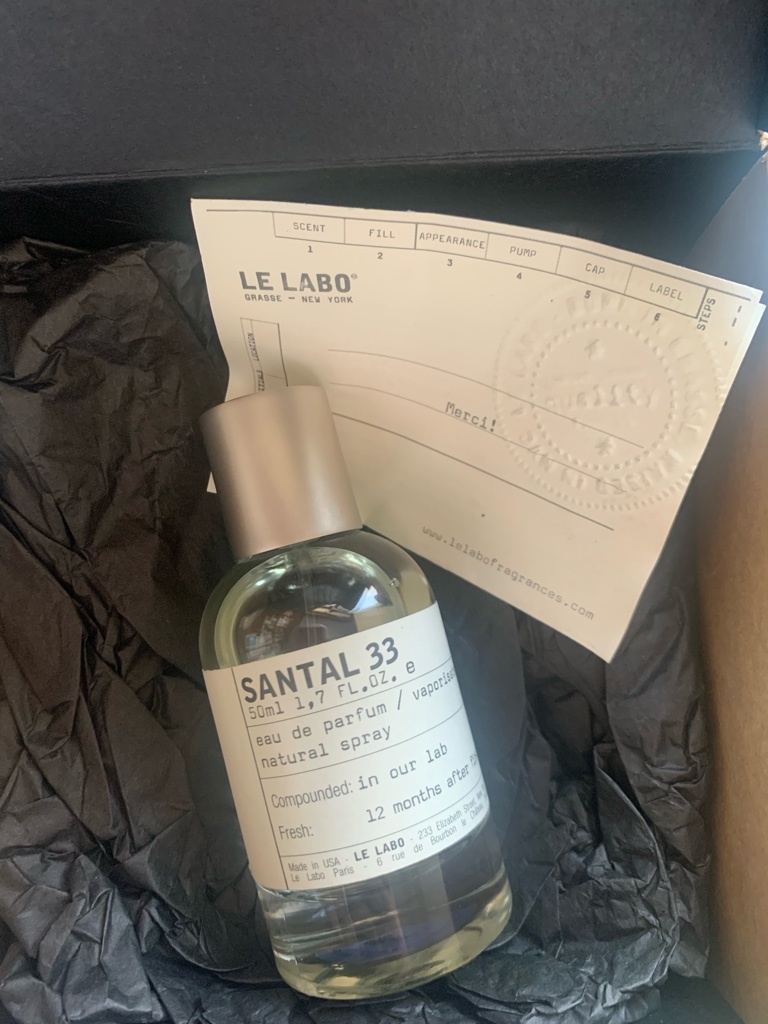 SCENT FILL APPEARANCE PUMP CAP LABEL
1 2 3 4 5 6
STEPS
LE LABO®
GRASSE — NEW YORK
LOCATION
Merci!
www.lelabofragrances.com
SANTAL 33
50ml 1,7 FL.OZ. e
eau de parfum /
natural spray
Compounded: in our lab
Fresh: 12 months after
Made in USA - LE LABO - 233 Elizabeth Street,
Le Labo Paris - 6 rue de Bourbon le Château